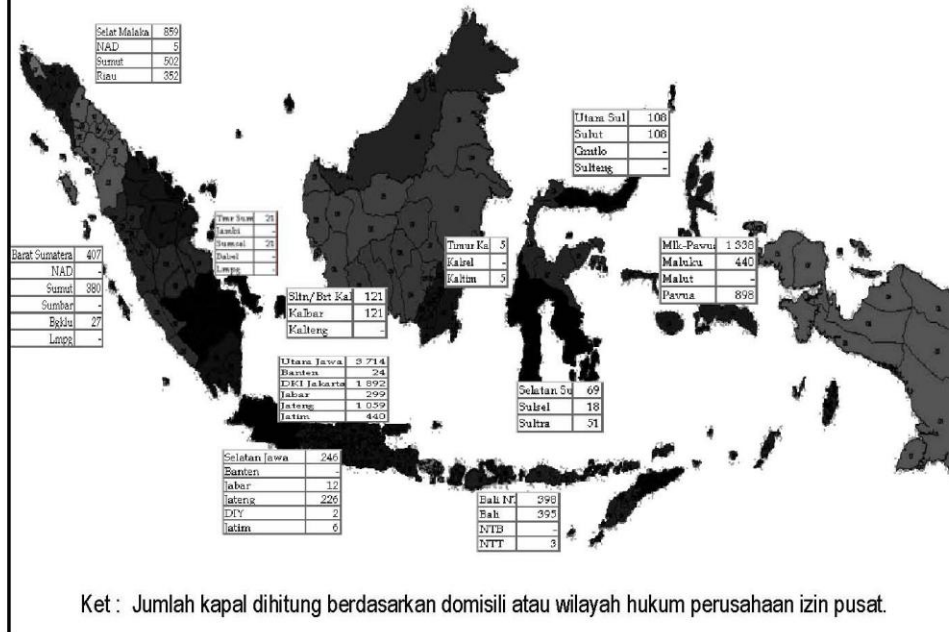 Selat Malaka 859
NAD 5
Sumut 502
Riau 352
Utara Sul 108
Sulut 108
Grntlo -
Sulteng -
Timr Sum 21
Jambi -
Sumsel 21
Babel -
Lmpg -
Barat Sumatera 407
NAD -
Sumut 380
Sumbar -
Bgklu 27
Lmpg -
Timur Ka 5
Kalsel -
Kaltim 5
Mlk-Pawua 1 338
Maluku 440
Malut -
Pawua 898
Sltn/Brt Kal 121
Kalbar 121
Kalteng -
Utara Jawa 3 714
Banten 24
DKI Jakarta 1 892
Jabar 299
Jateng 1 059
Jatim 440
Selatan Su 69
Sulsel 18
Sultra 51
Selatan Jawa 246
Banten -
Jabar 12
Jateng 226
DIY 2
Jatim 6
Bali NT 398
Bali 395
NTB -
NTT 3
Ket : Jumlah kapal dihitung berdasarkan domisili atau wilayah hukum perusahaan izin pusat.